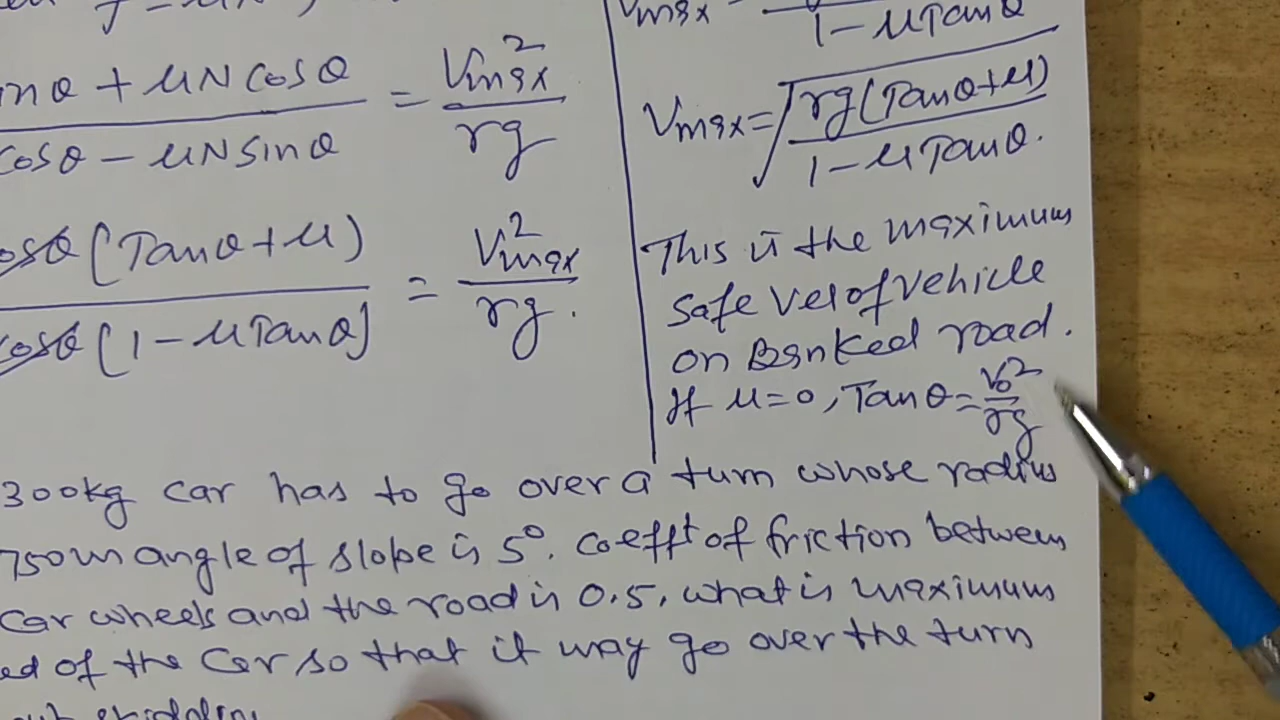 nθ + μN Cosθ / Cosθ - μN Sinθ = Vmax² / rg
Cosθ (Tanθ + μ) / Cosθ [1 - μTanθ] = V²max / rg.
Vmax
1 - μTanθ
Vmax = √ rg(Tanθ+μ) / 1 - μTanθ.
This is the maximum
safe vel of vehicle
on Banked road.
If μ=0, Tanθ = V₀² / rg
300kg car has to go over a turn whose radius
750m angle of slope is 5°. coefft of friction between
car wheels and the road is 0.5, what is maximum
ed of the car so that it may go over the turn